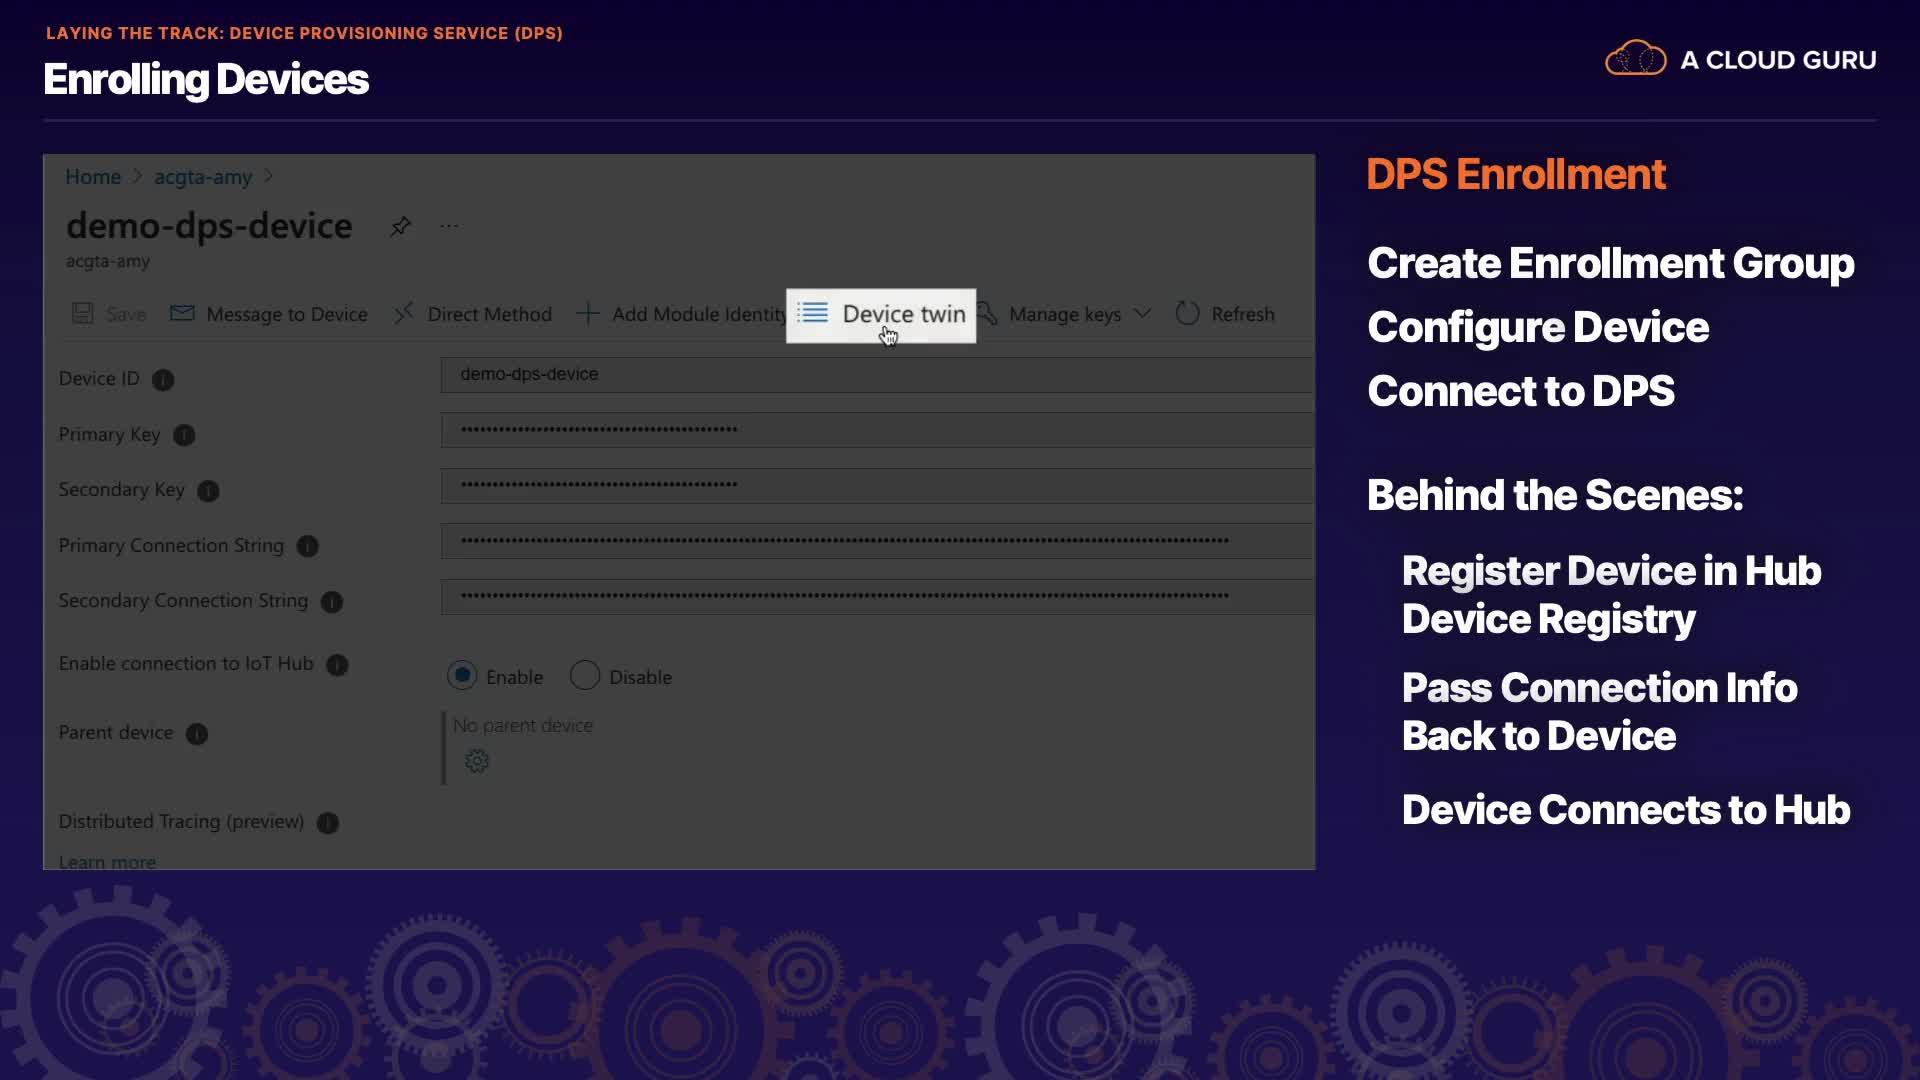 LAYING THE TRACK: DEVICE PROVISIONING SERVICE (DPS)
Enrolling Devices
A CLOUD GURU
Home > acgta-amy >
demo-dps-device ...
acgta-amy
Save Message to Device Direct Method Add Module Identity Device twin Manage keys Refresh
Device ID demo-dps-device
Primary Key
Secondary Key
Primary Connection String
Secondary Connection String
Enable connection to IoT Hub Enable Disable
Parent device No parent device
Distributed Tracing (preview)
Learn more
DPS Enrollment
Create Enrollment Group
Configure Device
Connect to DPS
Behind the Scenes:
Register Device in Hub
Device Registry
Pass Connection Info
Back to Device
Device Connects to Hub